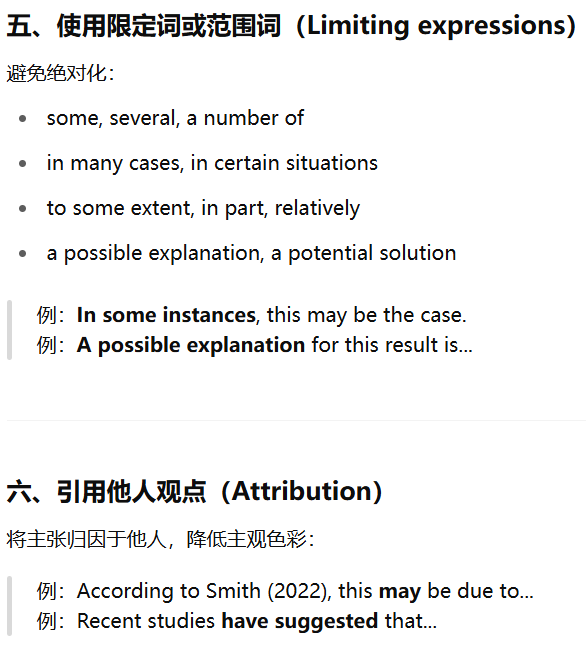 五、使用限定词或范围词（Limiting expressions）
避免绝对化：
some, several, a number of
in many cases, in certain situations
to some extent, in part, relatively
a possible explanation, a potential solution
例：In some instances, this may be the case.
例：A possible explanation for this result is...
六、引用他人观点（Attribution）
将主张归因于他人，降低主观色彩：
例：According to Smith (2022), this may be due to...
例：Recent studies have suggested that...